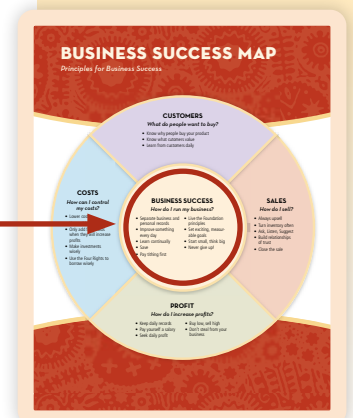 BUSINESS SUCCESS MAP
Principles for Business Success
CUSTOMERS
What do people want to buy?
• Know why people buy your product
• Know what customers value
• Learn from customers daily
COSTS
How can I control
my costs?
• Lower
• Only add
when they will increase
profits
• Make investments
wisely
• Use the Four Rights to
borrow wisely
BUSINESS SUCCESS
How do I run my business?
• Separate business and
personal records
• Improve something
every day
• Learn continually
• Save
• Pay tithing first
• Live the foundation
principles
• Set exciting, measur-
able goals
• Start small, think big
• Never give up!
SALES
How do I sell?
• Always upsell
• Turn inventory often
• Ask, Listen, Suggest
• Build relationships
of trust
• Close the sale
PROFIT
How do I increase profits?
• Keep daily records
• Pay yourself a salary
• Seek daily profit
• Buy low, sell high
• Don't steal from your
business